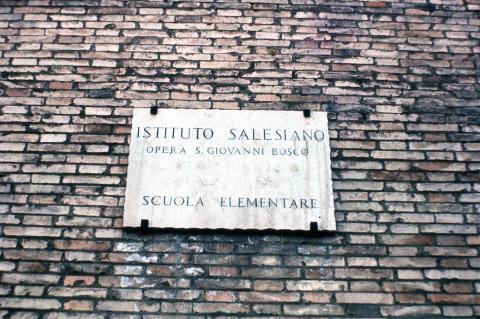 ISTITUTO SALESIANO
OPERA S. GIOVANNI BOSCO
SCUOLA ELEMENTARE